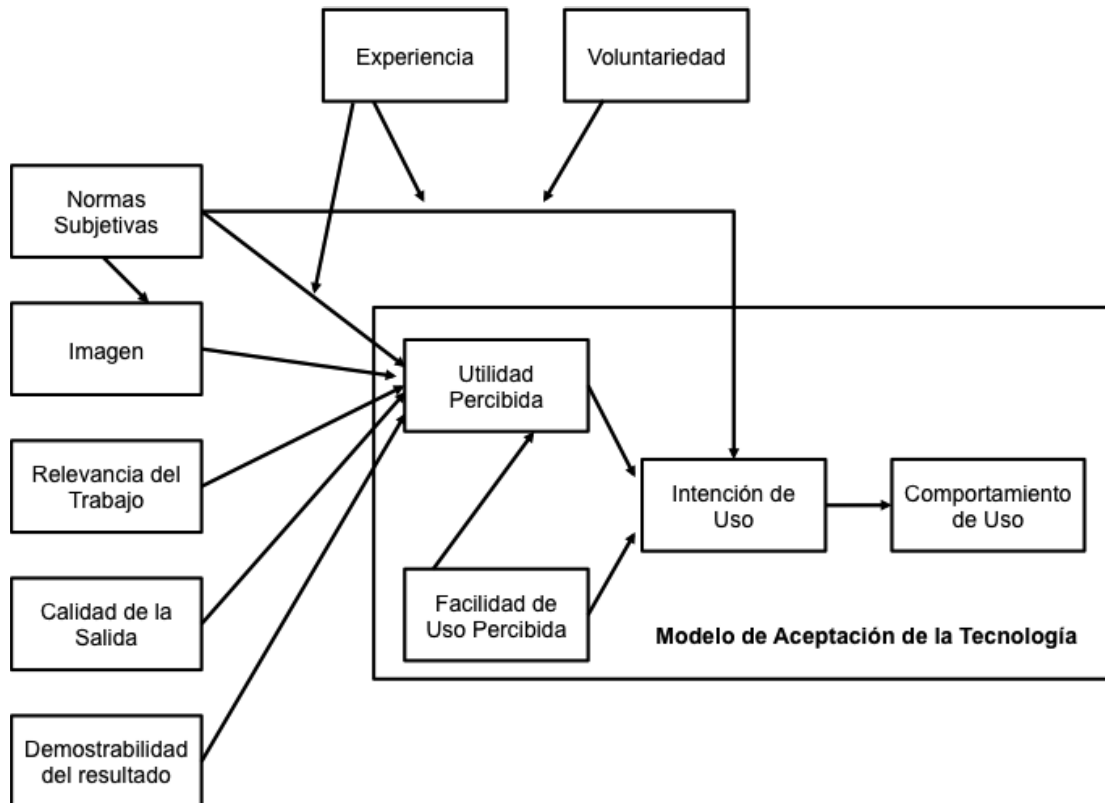 Experiencia
Voluntariedad
Normas
Subjetivas
Imagen
Utilidad
Percibida
Relevancia del
Trabajo
Intención de
Uso
Comportamiento
de Uso
Calidad de la
Salida
Facilidad de
Uso Percibida
Modelo de Aceptación de la Tecnología
Demostrabilidad
del resultado